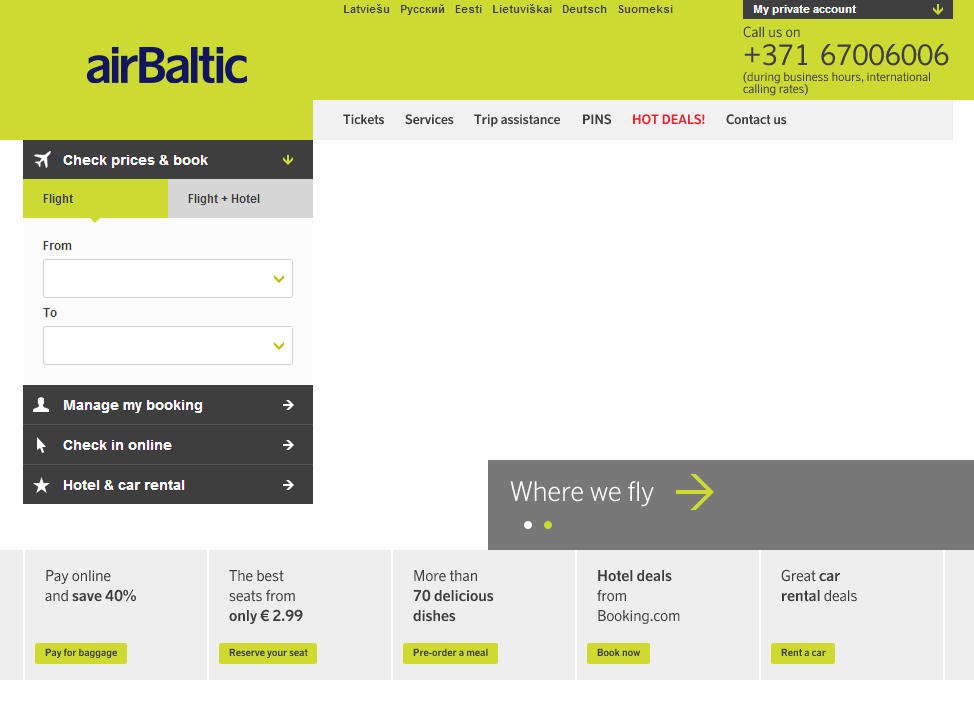 Latviešu Русский Eesti Lietuviškai Deutsch Suomeksi
My private account
Call us on
+371 67006006
(during business hours, international
calling rates)
airBaltic
Tickets Services Trip assistance PINS HOT DEALS! Contact us
Check prices & book
Flight Flight + Hotel
From
To
Manage my booking
Check in online
Hotel & car rental
Where we fly
Pay online
and save 40%
Pay for baggage
The best
seats from
only € 2.99
Reserve your seat
More than
70 delicious
dishes
Pre-order a meal
Hotel deals
from
Booking.com
Book now
Great car
rental deals
Rent a car